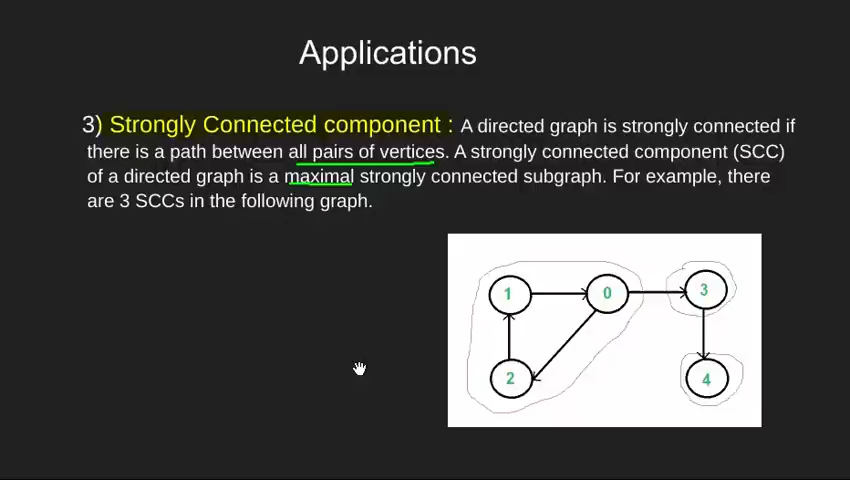 Applications
3) Strongly Connected component : A directed graph is strongly connected if
there is a path between all pairs of vertices. A strongly connected component (SCC)
of a directed graph is a maximal strongly connected subgraph. For example, there
are 3 SCCs in the following graph.
1 0 3
2 4